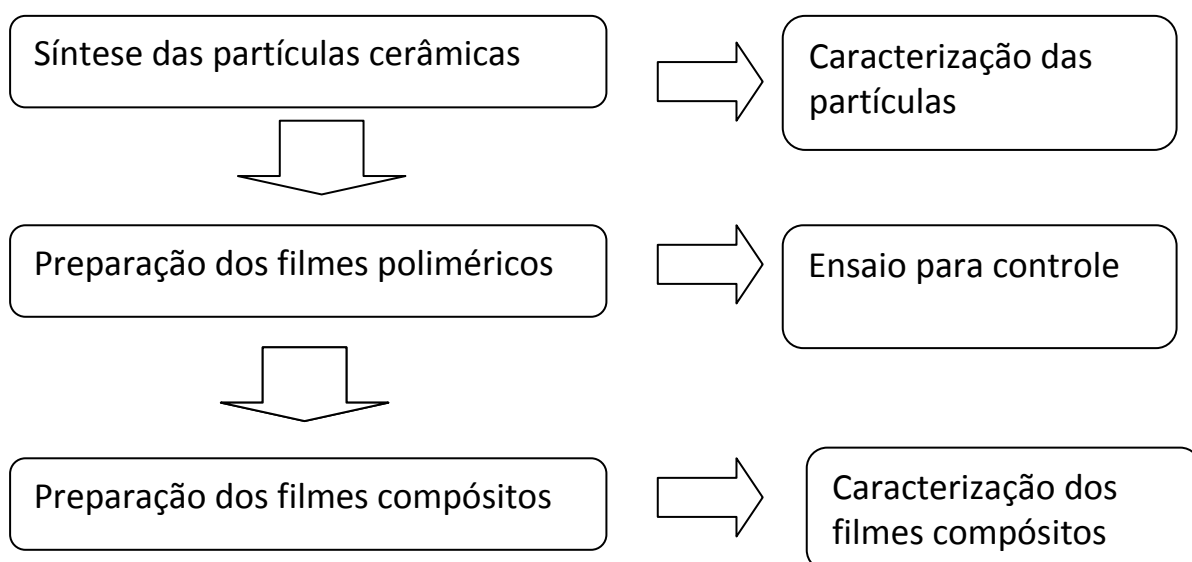 Síntese das partículas cerâmicas
Caracterização das
partículas
Preparação dos filmes poliméricos
Ensaio para controle
Preparação dos filmes compósitos
Caracterização dos
filmes compósitos